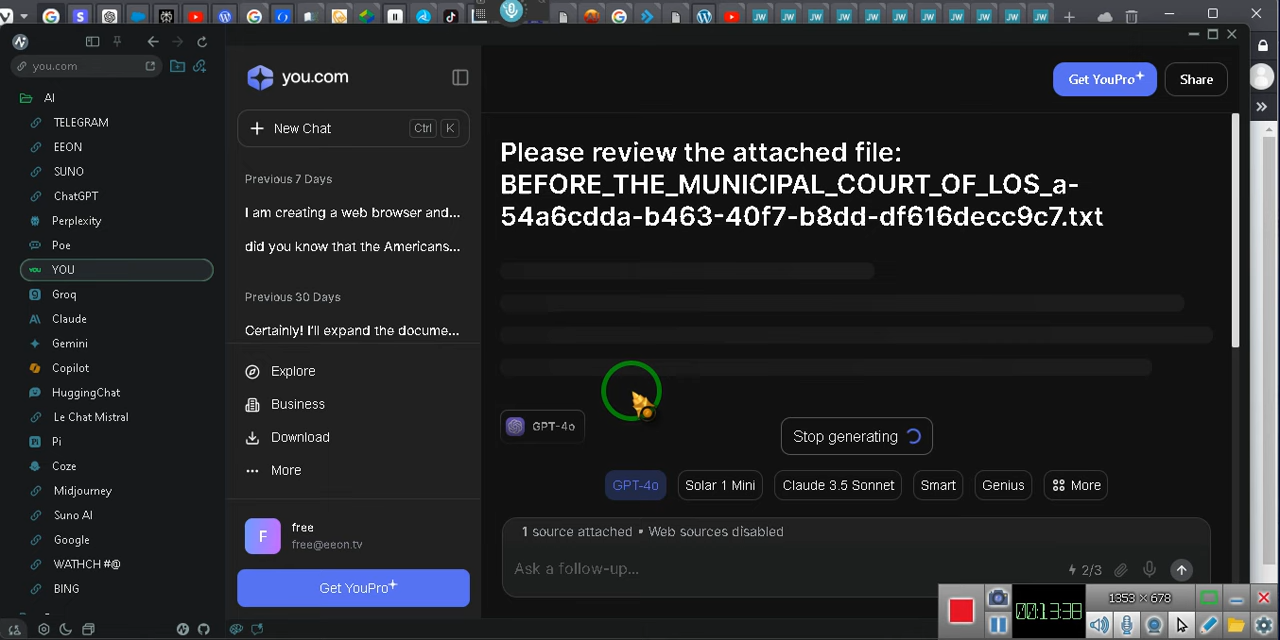 you.com
AI
TELEGRAM
EEON
SUNO
ChatGPT
Perplexity
Poe
YOU
Groq
Claude
Gemini
Copilot
HuggingChat
Le Chat Mistral
Pi
Coze
Midjourney
Suno AI
Google
WATHCH #@
BING
you.com
New Chat Ctrl K
Previous 7 Days
I am creating a web browser and...
did you know that the Americans...
Previous 30 Days
Certainly! I'll expand the docume...
Explore
Business
Download
More
F
free
free@eeon.tv
Get YouPro
Get YouPro
Share
Please review the attached file:
BEFORE_THE_MUNICIPAL_COURT_OF_LOS_a-
54a6cdda-b463-40f7-b8dd-df616decc9c7.txt
GPT-4o
Stop generating
GPT-4o Solar 1 Mini Claude 3.5 Sonnet Smart Genius More
1 source attached • Web sources disabled
Ask a follow-up...
2/3
00:13:38
1353 × 678